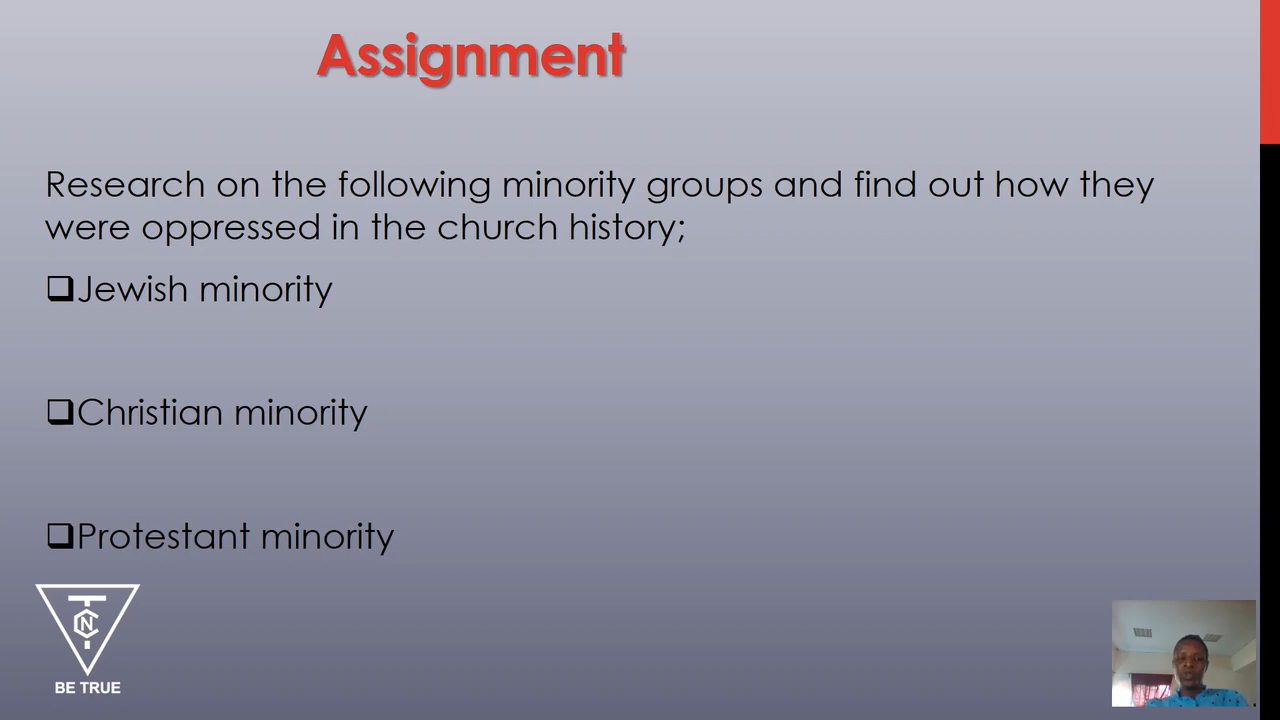 Assignment
Research on the following minority groups and find out how they
were oppressed in the church history;
Jewish minority
Christian minority
Protestant minority
TCNT
BE TRUE